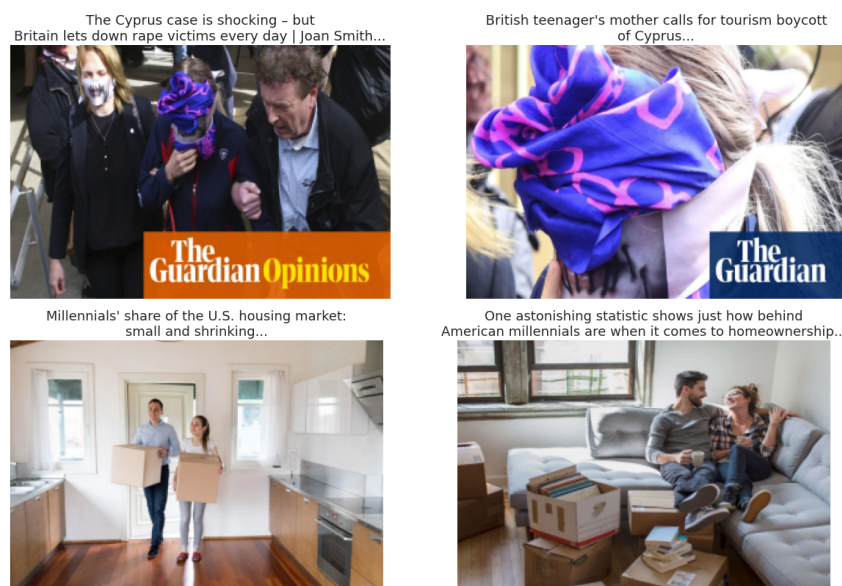 The Cyprus case is shocking – but
Britain lets down rape victims every day | Joan Smith...
The
Guardian Opinions
British teenager's mother calls for tourism boycott
of Cyprus...
The
Guardian
Millennials' share of the U.S. housing market:
small and shrinking...
One astonishing statistic shows just how behind
American millennials are when it comes to homeownership..